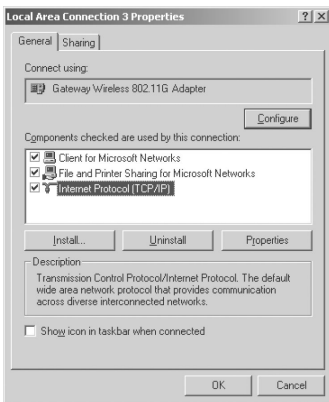 Local Area Connection 3 Properties
General Sharing
Connect using:
Gateway Wireless 802.11G Adapter
Configure
Components checked are used by this connection:
Client for Microsoft Networks
File and Printer Sharing for Microsoft Networks
Internet Protocol (TCP/IP)
Install... Uninstall Properties
Description
Transmission Control Protocol/Internet Protocol. The default
wide area network protocol that provides communication
across diverse interconnected networks.
Show icon in taskbar when connected
OK Cancel